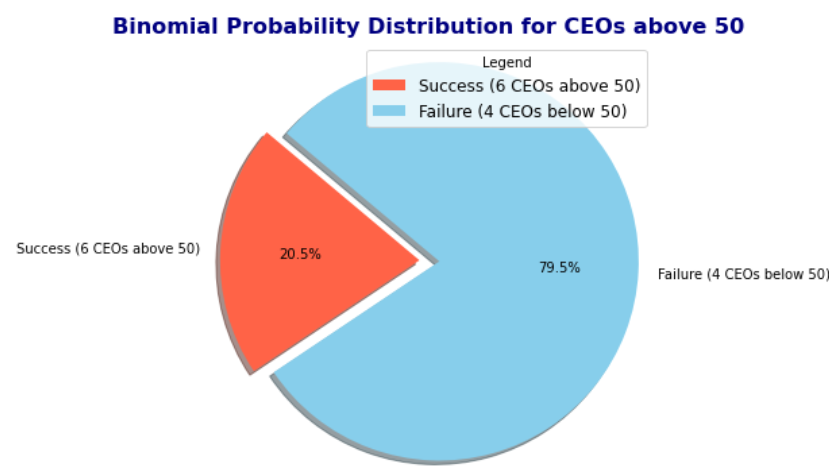 Binomial Probability Distribution for CEOs above 50
Legend
Success (6 CEOs above 50)
Failure (4 CEOs below 50)
Success (6 CEOs above 50)
20.5%
79.5%
Failure (4 CEOs below 50)